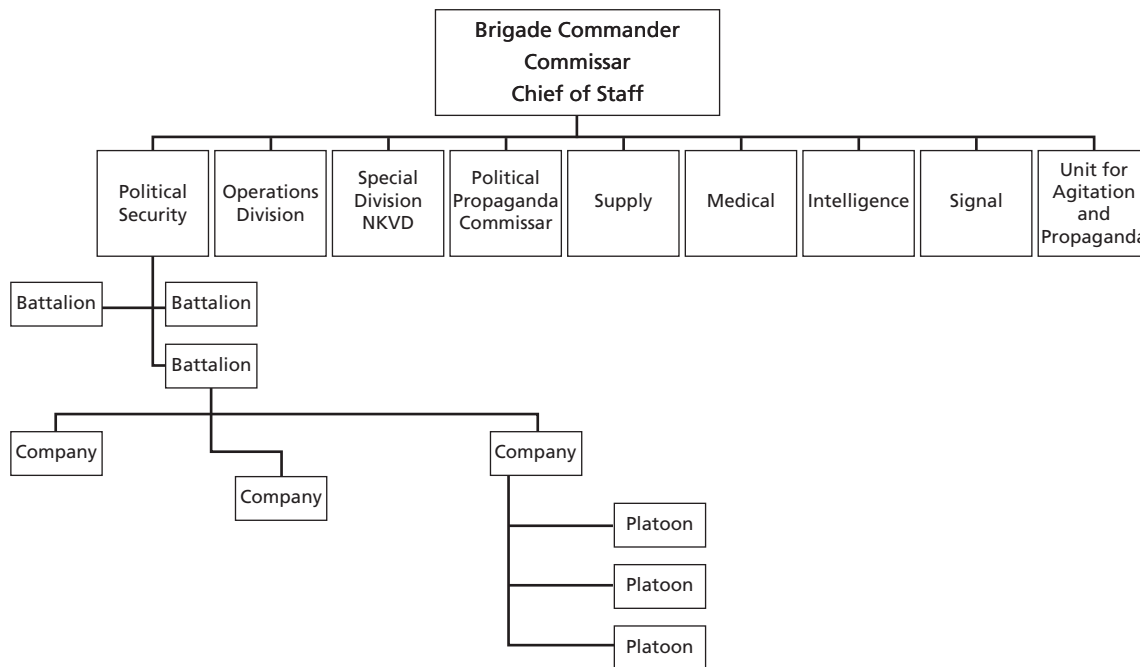 Brigade Commander
Commissar
Chief of Staff
Political
Security
Operations
Division
Special
Division
NKVD
Political
Propaganda
Commissar
Supply
Medical
Intelligence
Signal
Unit for
Agitation
and
Propaganda
Battalion
Battalion
Battalion
Company
Company
Company
Platoon
Platoon
Platoon